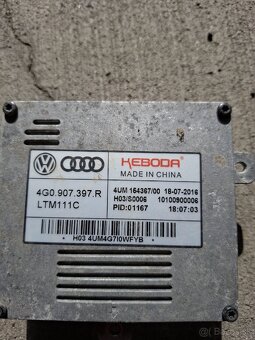 KEBODA
MADE IN CHINA
4G0.907.397.R
LTM111C
4UM 164367/00 18-07-2016
H03/S0006 10100900006
PID:01167 18:07:03
H03 4UM4G7I0WFYB